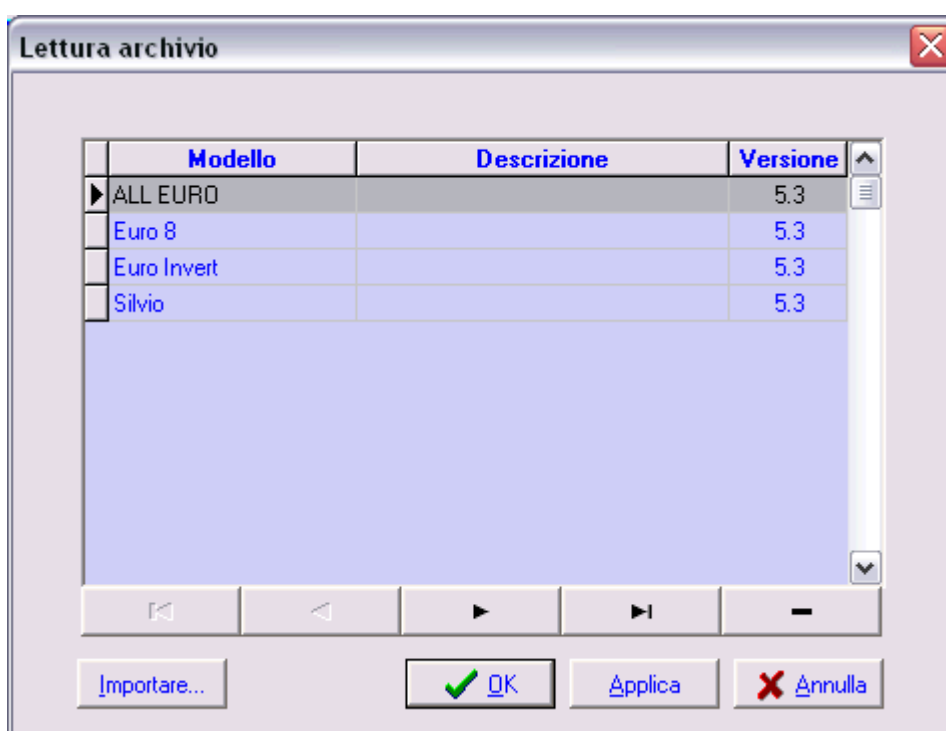 Lettura archivio
Modello Descrizione Versione
ALL EURO 5.3
Euro 8 5.3
Euro Invert 5.3
Silvio 5.3
Importare... OK Applica Annulla